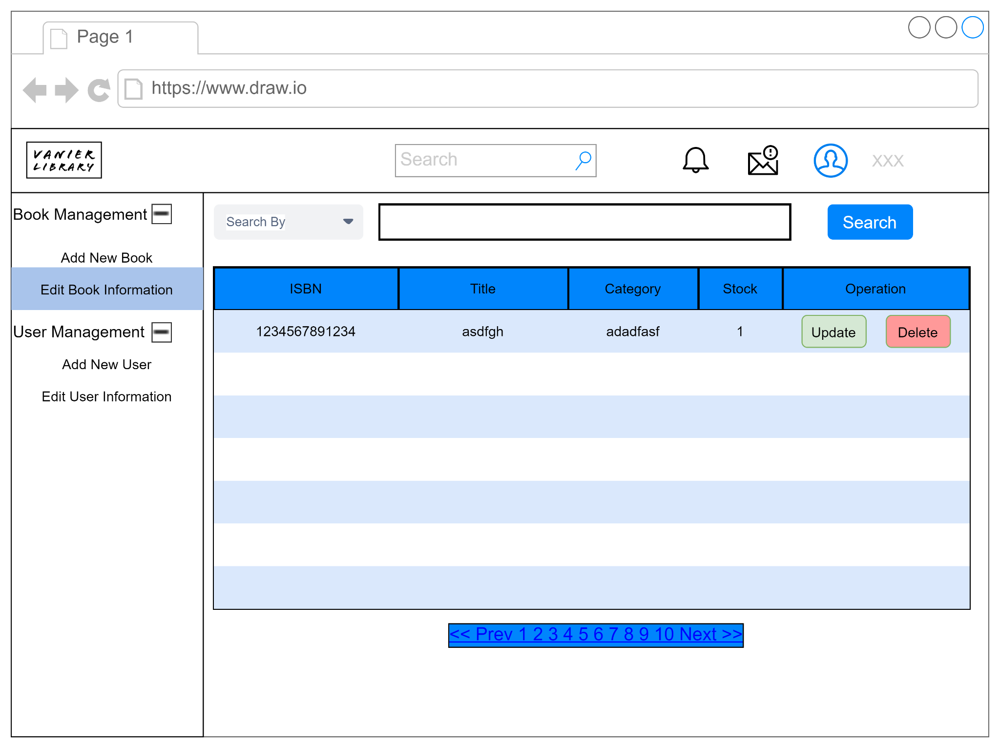 Page 1
https://www.draw.io
VANIER
LIBRARY
Search
XXX
Book Management
Search By
Search
Add New Book
Edit Book Information
ISBN Title Category Stock Operation
User Management
1234567891234 asdfgh adadfasf 1 Update Delete
Add New User
Edit User Information
<< Prev 1 2 3 4 5 6 7 8 9 10 Next >>